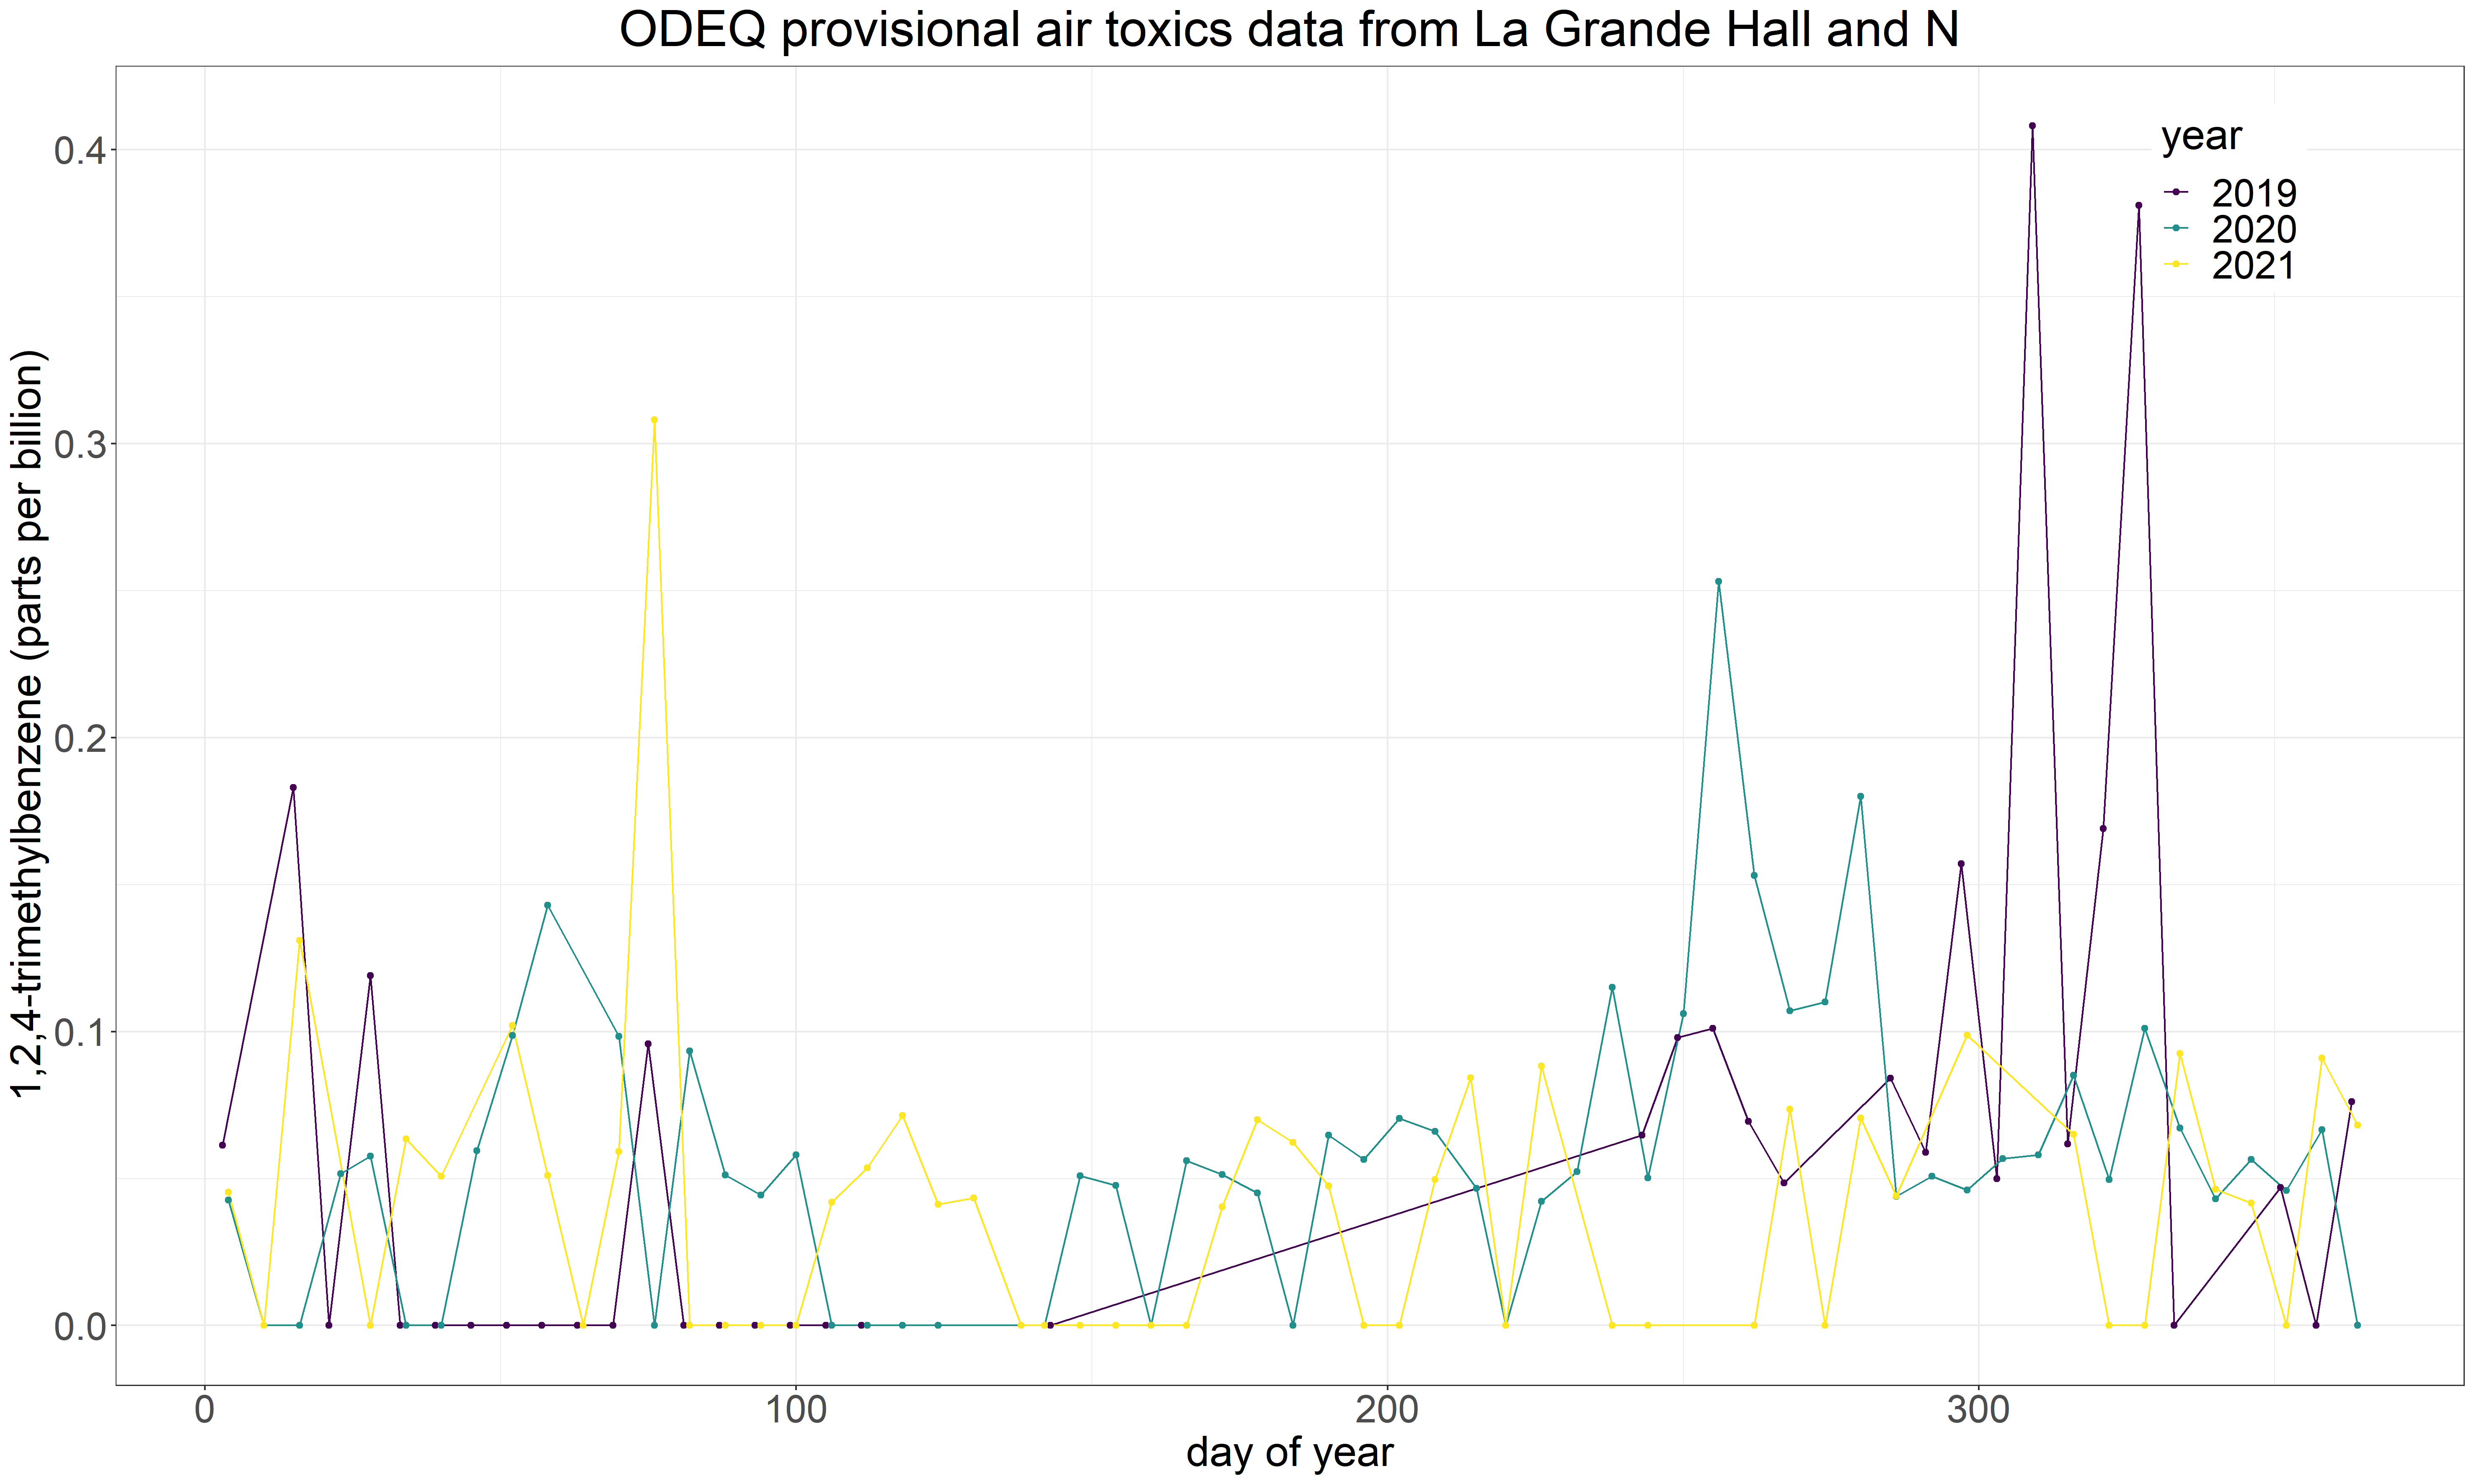 ODEQ provisional air toxics data from La Grande Hall and N
1,2,4-trimethylbenzene (parts per billion)
0.4
0.3
0.2
0.1
0.0
year
2019
2020
2021
0 100 200 300
day of year